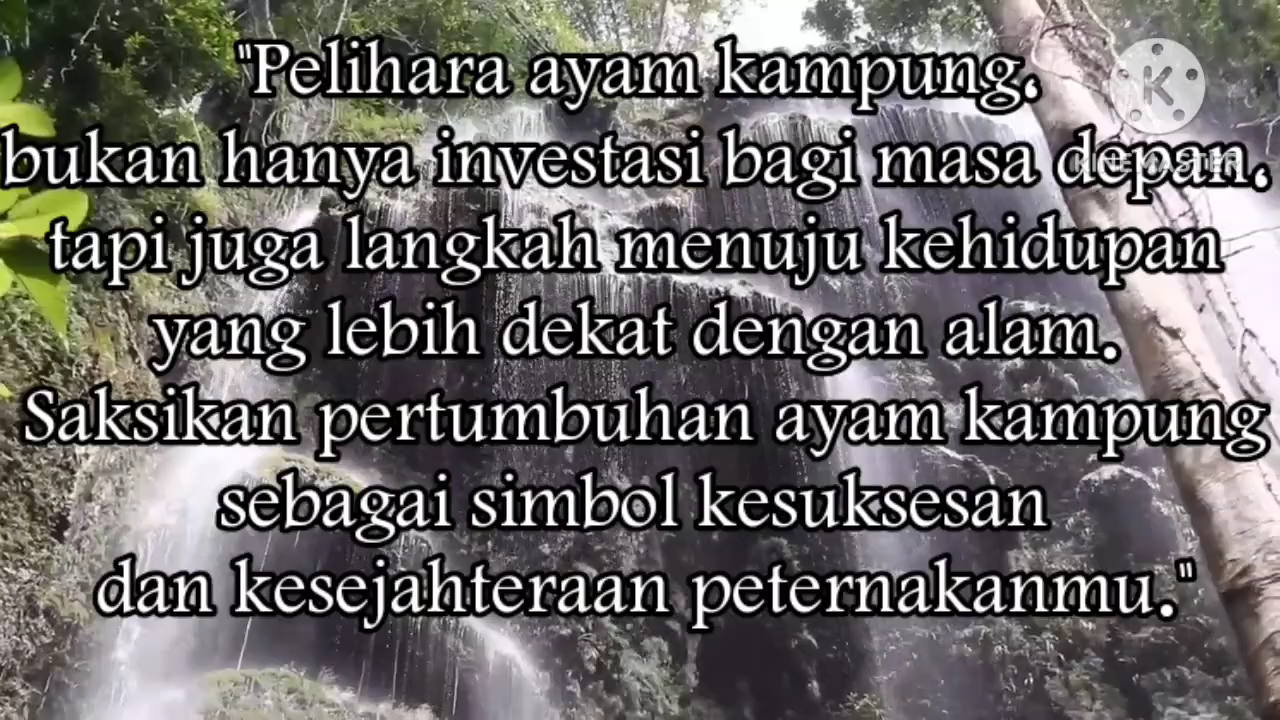 "Pelihara ayam kampung.
bukan hanya investasi bagi masa depan.
tapi juga langkah menuju kehidupan
yang lebih dekat dengan alam.
Saksikan pertumbuhan ayam kampung
sebagai simbol kesuksesan
dan kesejahteraan peternakanmu."
K
KINEMASTER